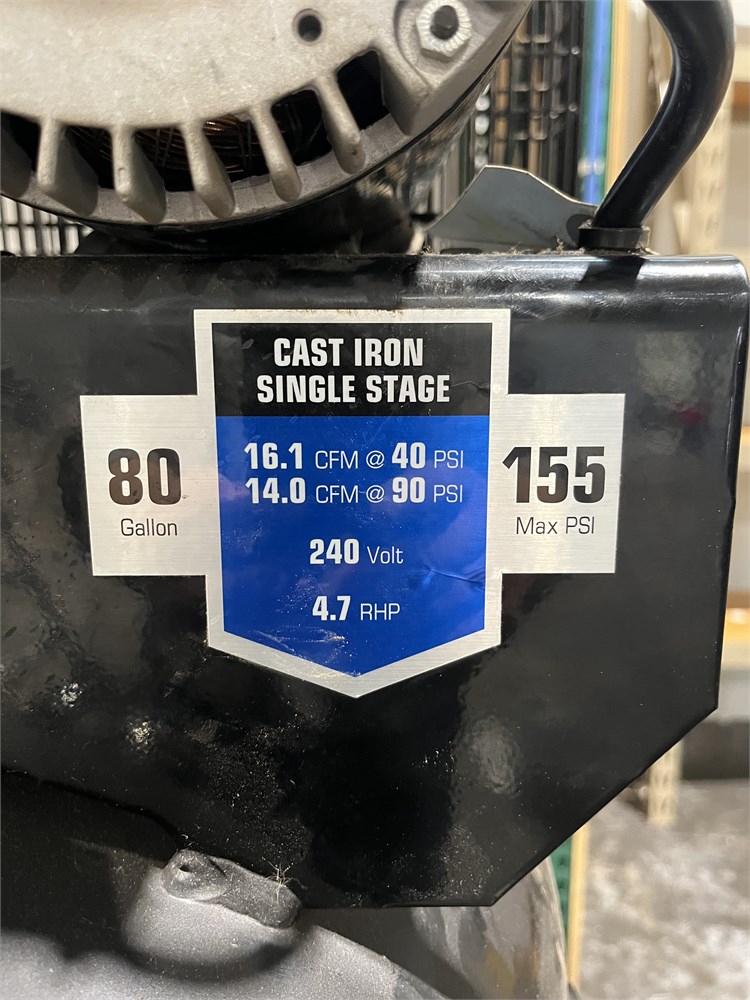 CAST IRON
SINGLE STAGE
80
Gallon
16.1 CFM @ 40 PSI
14.0 CFM @ 90 PSI
240 Volt
4.7 RHP
155
Max PSI